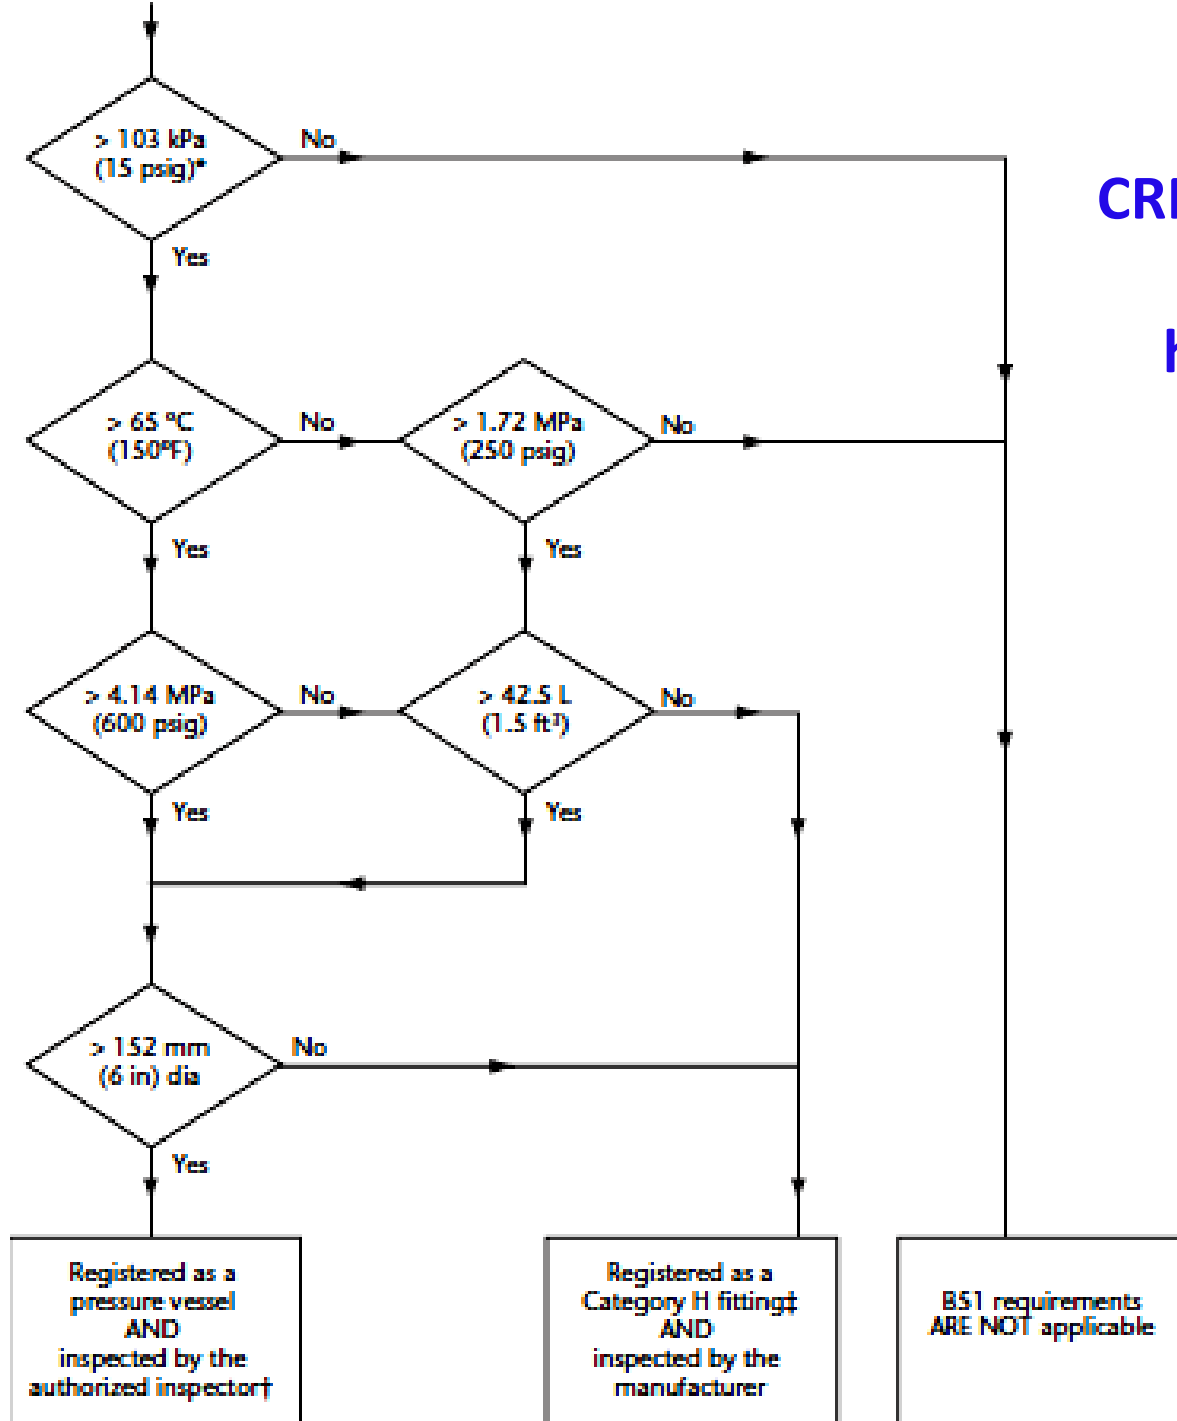 > 103 kPa
(15 psig)*
No
Yes
> 65 ºC
(150ºF)
No
> 1.72 MPa
(250 psig)
No
Yes
Yes
> 4.14 MPa
(600 psig)
No
> 42.5 L
(1.5 ft³)
No
Yes
Yes
> 152 mm
(6 in) dia
No
Yes
Registered as a
pressure vessel
AND
inspected by the
authorized inspector†
Registered as a
Category H fitting‡
AND
inspected by the
manufacturer
B51 requirements
ARE NOT applicable